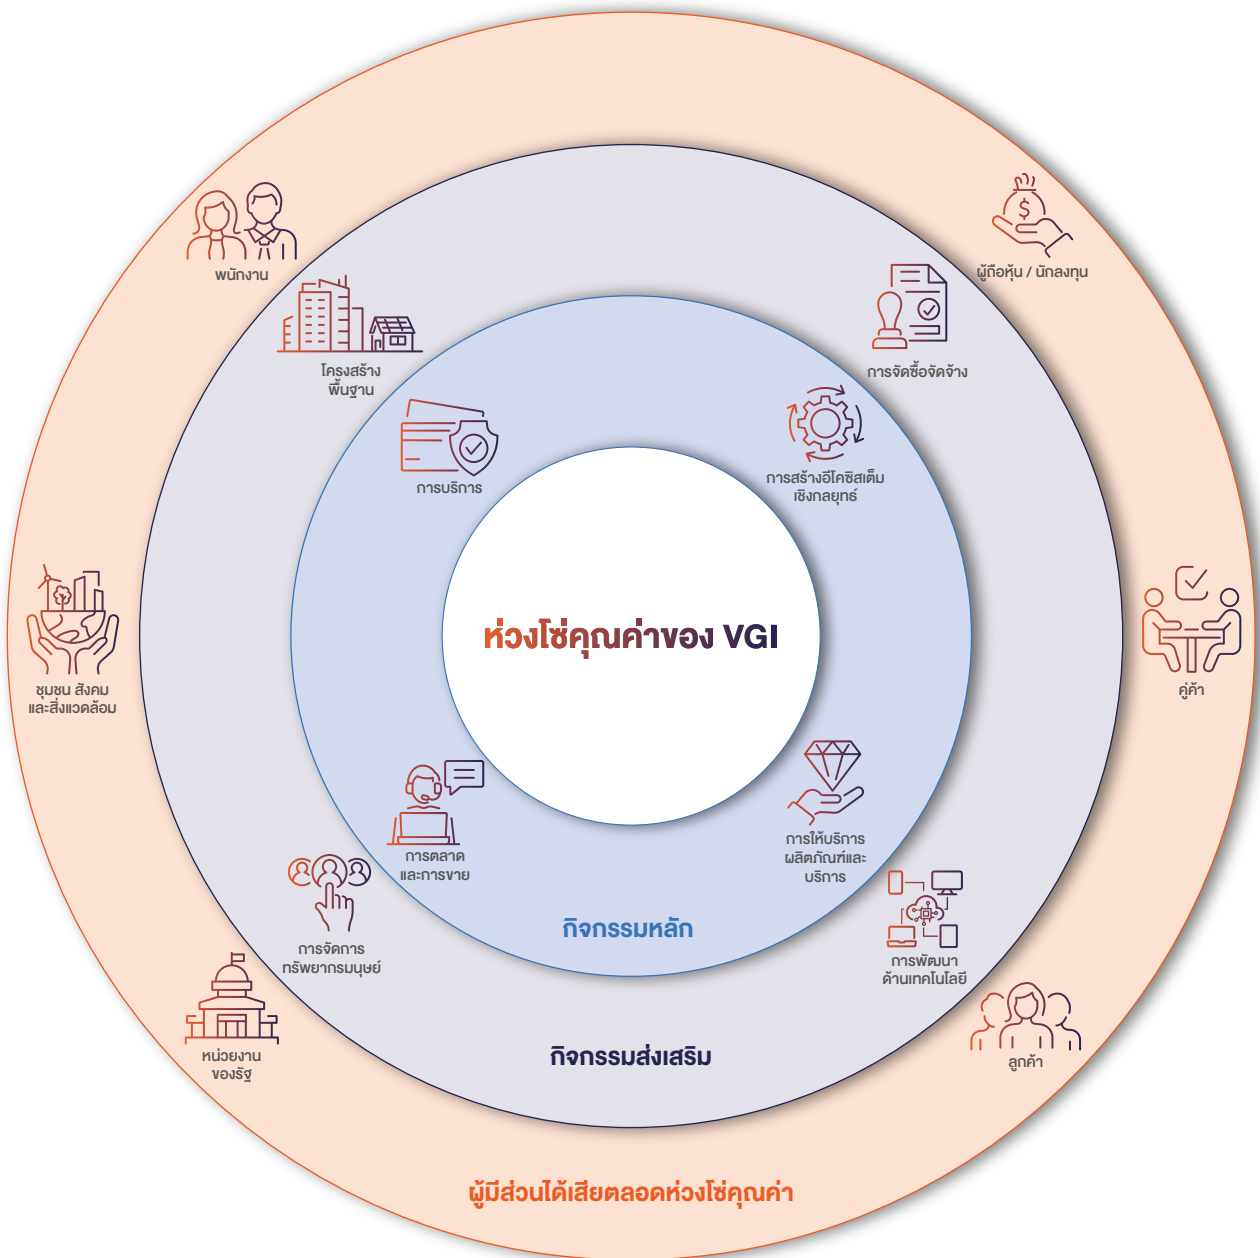 พนักงาน
ผู้ถือหุ้น / นักลงทุน
$
โครงสร้าง
พื้นฐาน
การจัดซื้อจัดจ้าง
การบริการ
การสร้างอีโคซิสเต็ม
เชิงกลยุทธ์
ห่วงโซ่คุณค่าของ VGI
ชุมชน สังคม
และสิ่งแวดล้อม
คู่ค้า
การตลาด
และการขาย
การให้บริการ
ผลิตภัณฑ์และ
บริการ
กิจกรรมหลัก
การจัดการ
ทรัพยากรมนุษย์
การพัฒนา
ด้านเทคโนโลยี
หน่วยงาน
ของรัฐ
กิจกรรมส่งเสริม
ลูกค้า
ผู้มีส่วนได้เสียตลอดห่วงโซ่คุณค่า